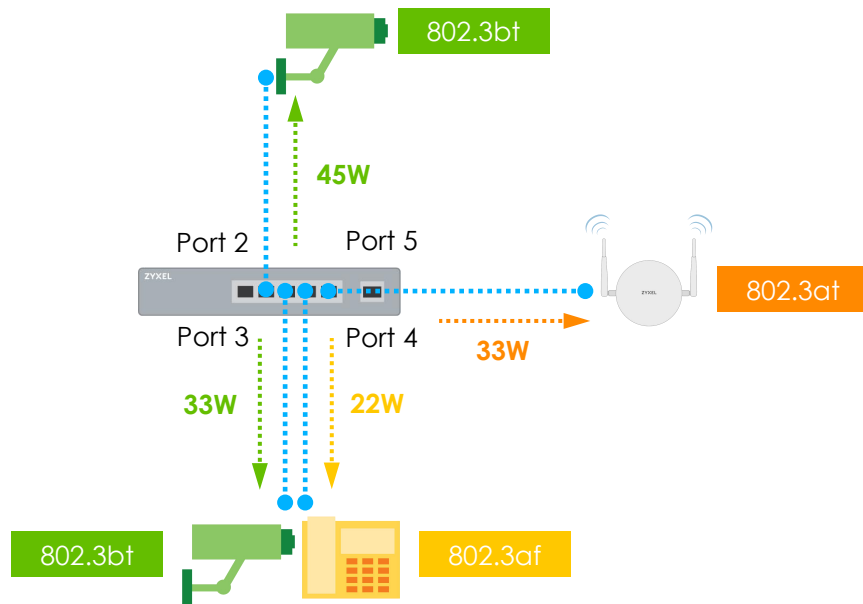 802.3bt
45W
Port 2
Port 5
ZYXEL
ZYXEL
802.3at
Port 3
Port 4
33W
33W
22W
802.3bt
802.3af